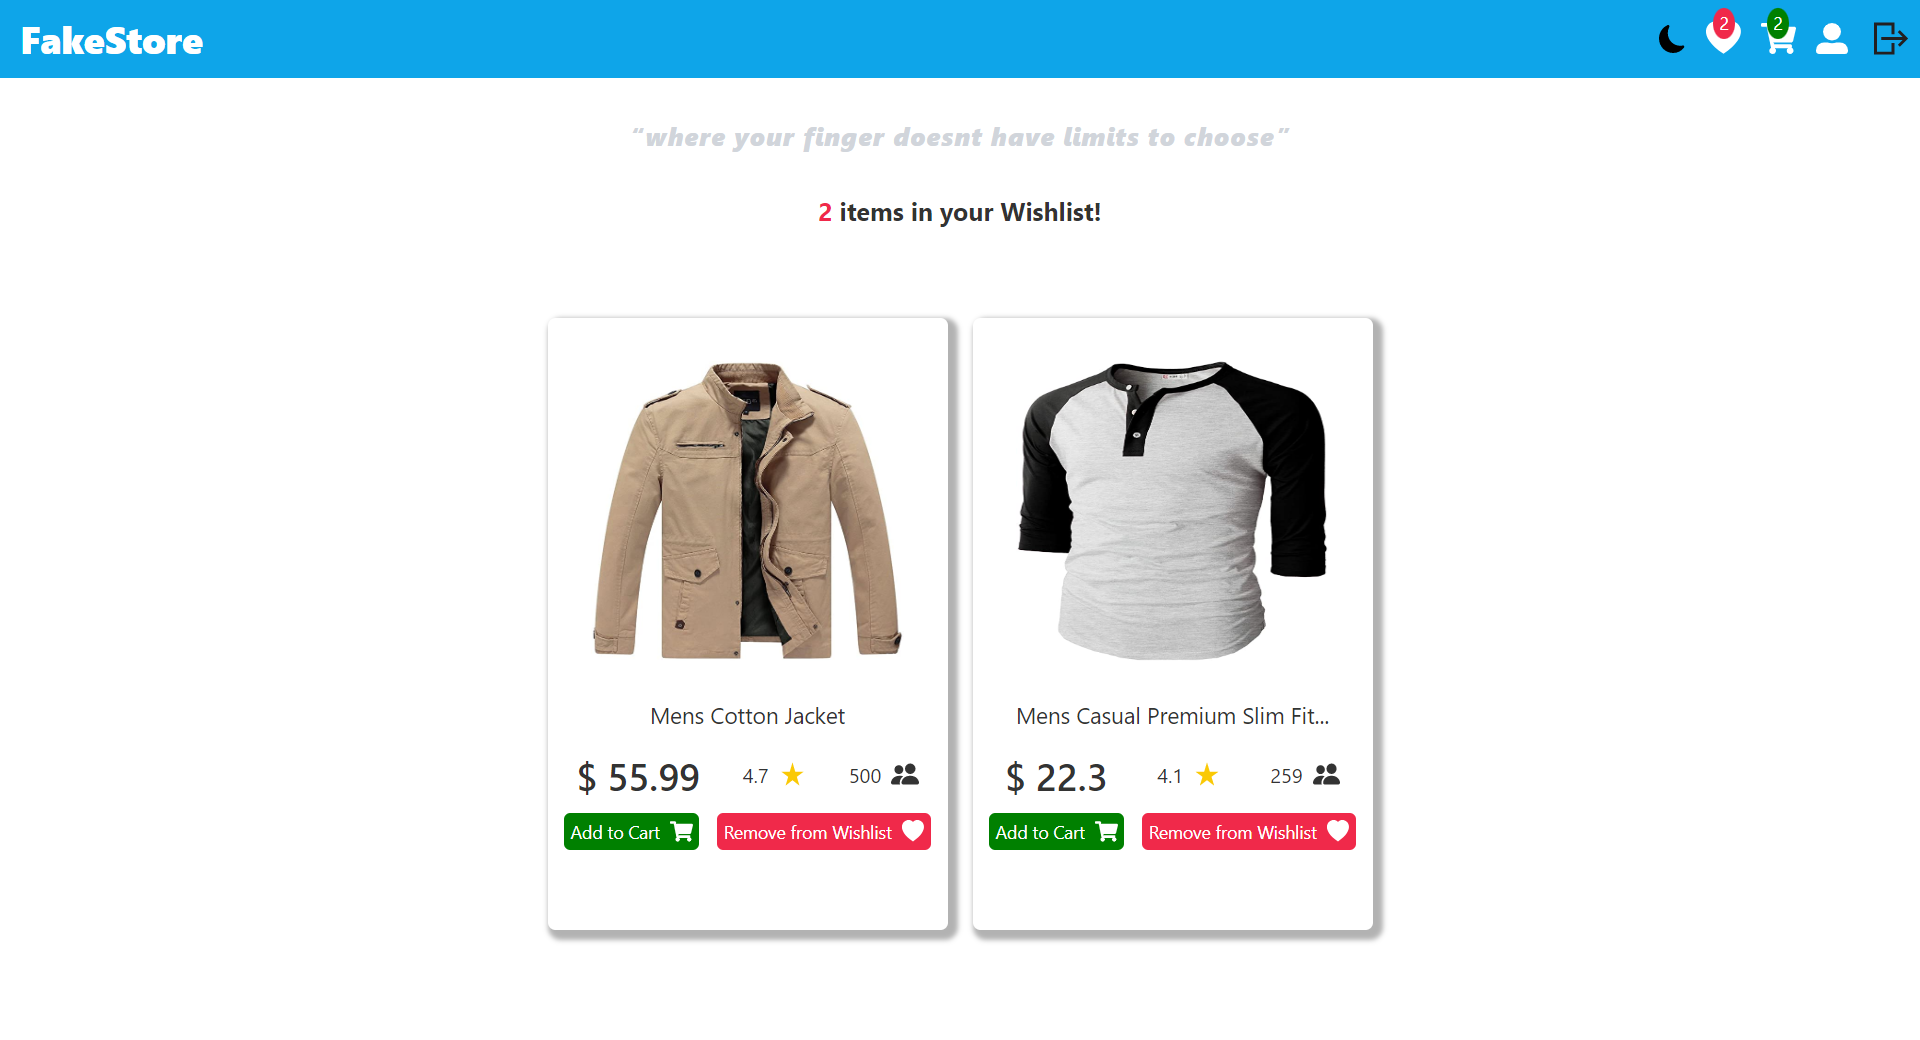 FakeStore
2
2
“where your finger doesnt have limits to choose”
2 items in your Wishlist!
Mens Cotton Jacket
$ 55.99
4.7
500
Add to Cart
Remove from Wishlist
Mens Casual Premium Slim Fit...
$ 22.3
4.1
259
Add to Cart
Remove from Wishlist